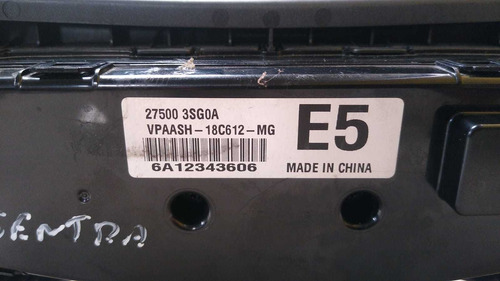 27500 3SG0A
VPAASH-18C612-MG
6A12343606
E5
MADE IN CHINA
SENTRA